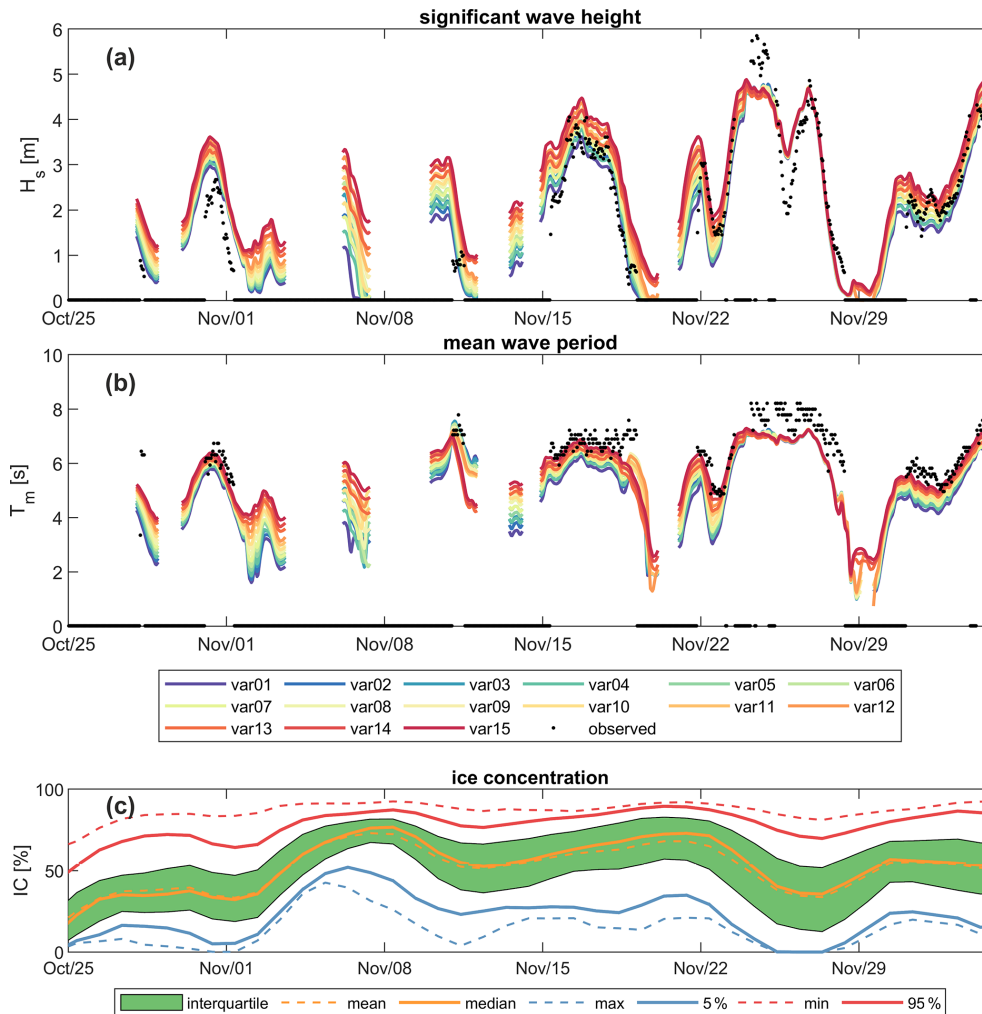 significant wave height
(a)
6
5
4
3
2
1
0
Hs [m]
Oct/25 Nov/01 Nov/08 Nov/15 Nov/22 Nov/29
mean wave period
(b)
10
8
6
4
2
0
Tm [s]
Oct/25 Nov/01 Nov/08 Nov/15 Nov/22 Nov/29
var01 var02 var03 var04 var05 var06
var07 var08 var09 var10 var11 var12
var13 var14 var15 observed
ice concentration
(c)
100
50
0
IC [%]
Oct/25 Nov/01 Nov/08 Nov/15 Nov/22 Nov/29
interquartile mean median max 5 % min 95 %